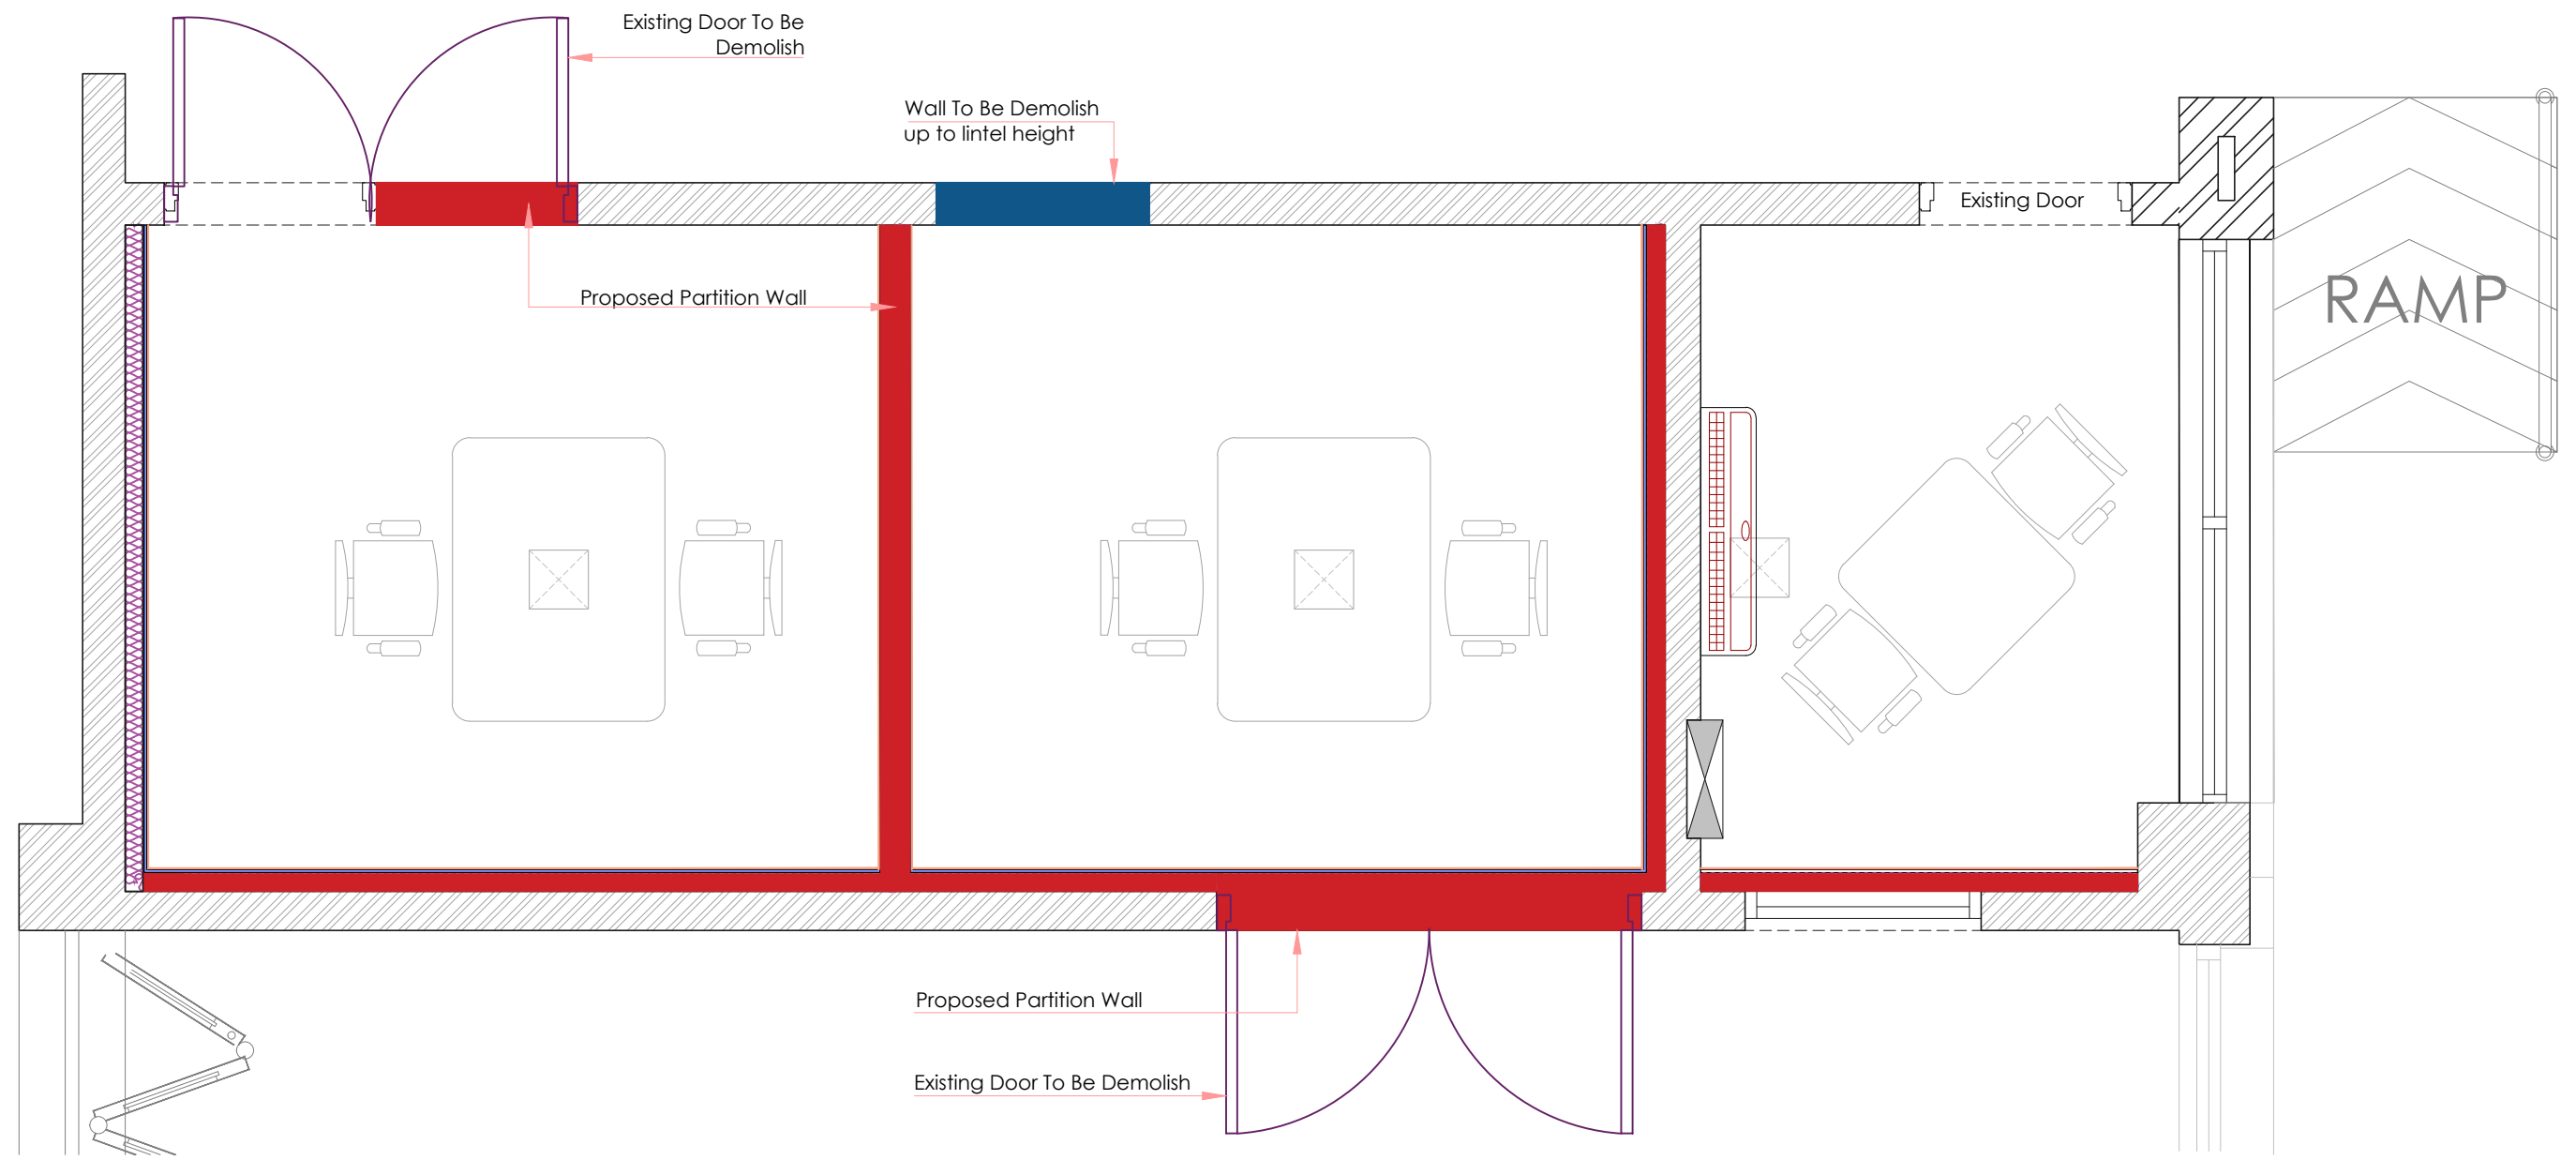 Existing Door To Be
Demolish
Wall To Be Demolish
up to lintel height
Existing Door
Proposed Partition Wall
RAMP
Proposed Partition Wall
Existing Door To Be Demolish